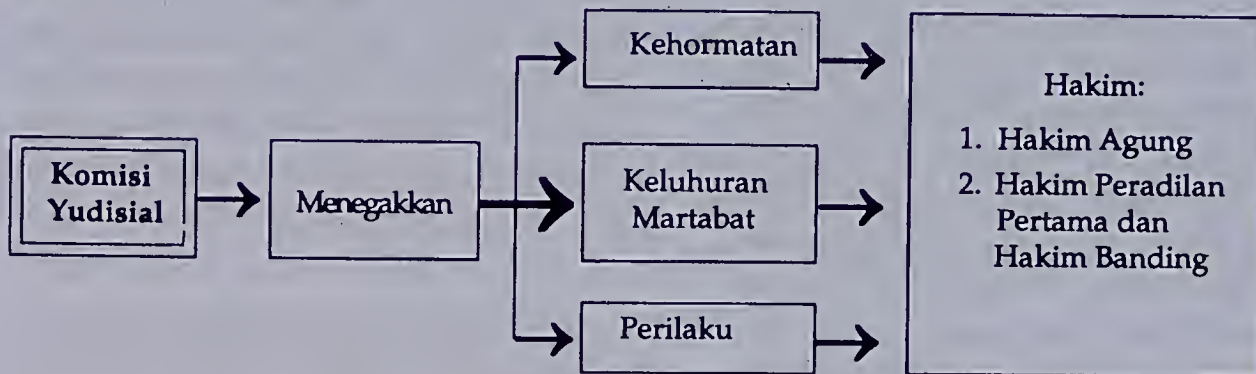 Komisi
Yudisial
Menegakkan
Kehormatan
Keluhuran
Martabat
Perilaku
Hakim:
1. Hakim Agung
2. Hakim Peradilan
Pertama dan
Hakim Banding